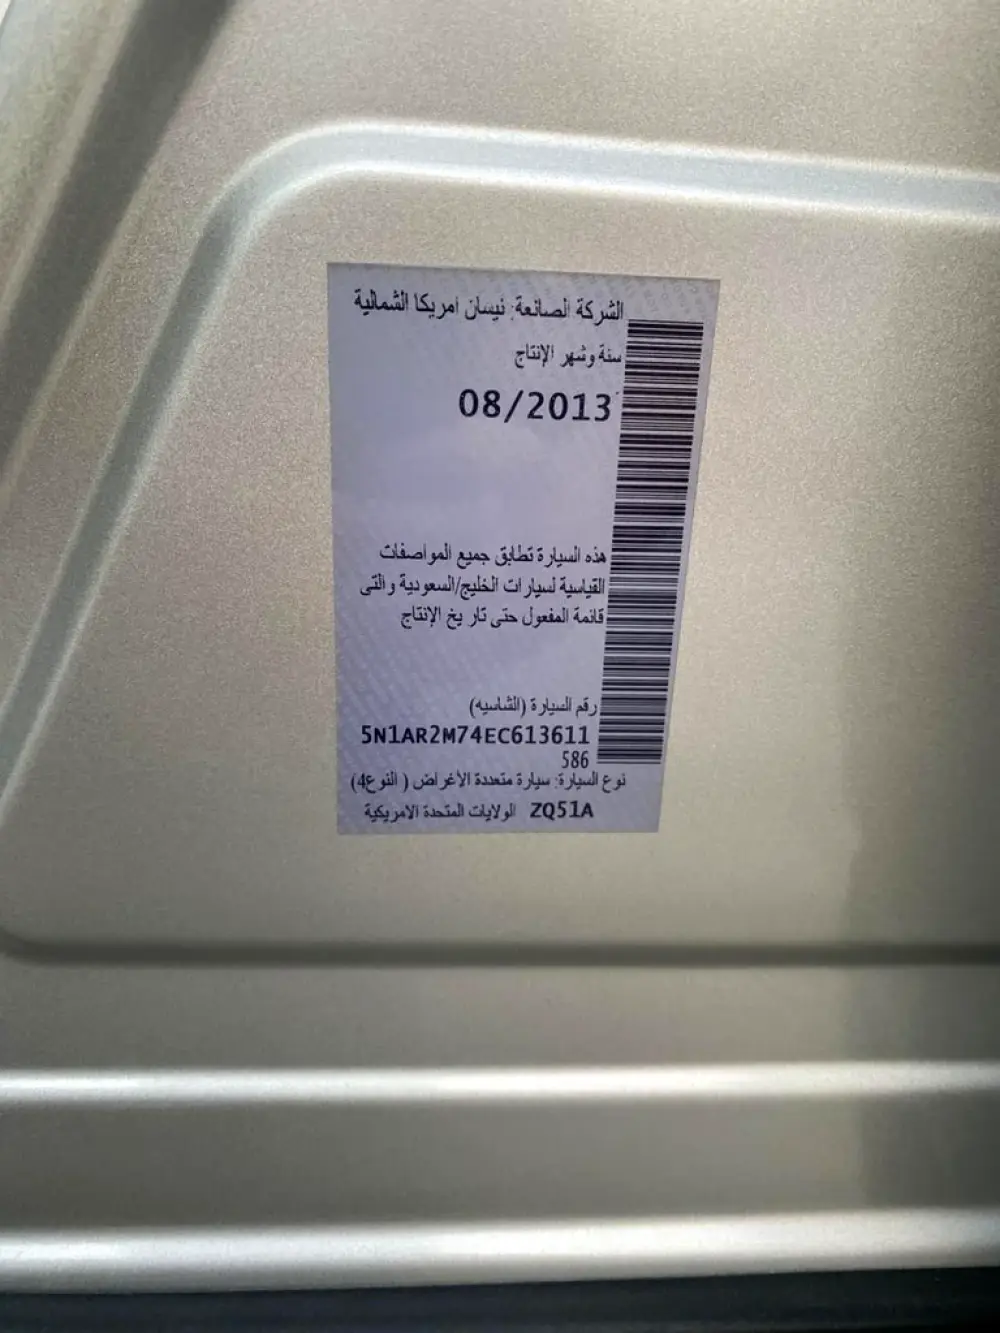 الشركة الصانعة: نيسان امريكا الشمالية
سنة وشهر الإنتاج
08/2013
هذه السيارة تطابق جميع المواصفات
القياسية لسيارات الخليج/السعودية والتى
قائمة المفعول حتى تاريخ الإنتاج
رقم السيارة (الشاسيه)
5N1AR2M74EC613611
586
نوع السيارة: سيارة متعددة الأغراض ( النوع4)
ZQ51A الولايات المتحدة الامريكية